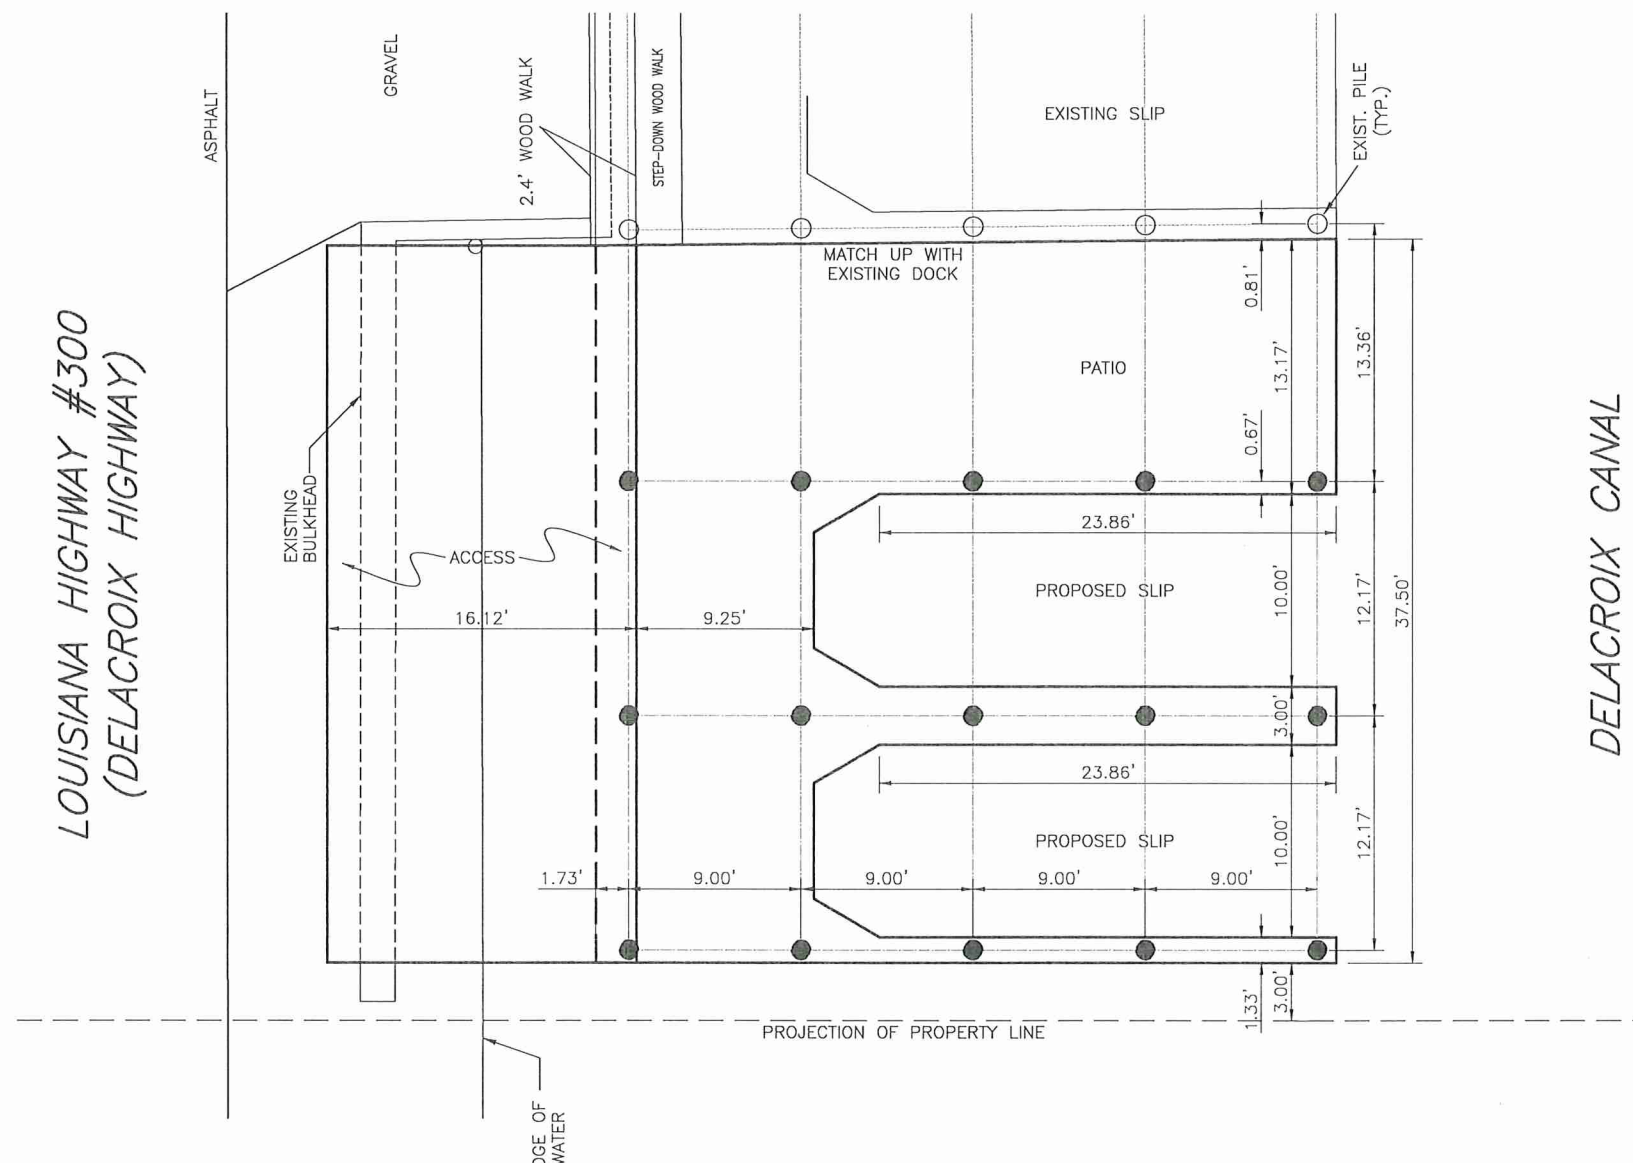 LOUISIANA HIGHWAY #300
(DELACROIX HIGHWAY)
ASPHALT
GRAVEL
2.4' WOOD WALK
STEP-DOWN WOOD WALK
EXISTING SLIP
EXIST. PILE
(TYP.)
MATCH UP WITH
EXISTING DOCK
0.81'
13.17'
13.36'
PATIO
0.67'
EXISTING
BULKHEAD
ACCESS
23.86'
PROPOSED SLIP
10.00'
12.17'
37.50'
16.12'
9.25'
3.00'
23.86'
PROPOSED SLIP
10.00'
12.17'
1.73'
9.00'
9.00'
9.00'
9.00'
1.33'
3.00'
PROJECTION OF PROPERTY LINE
DGE OF
WATER
DELACROIX CANAL